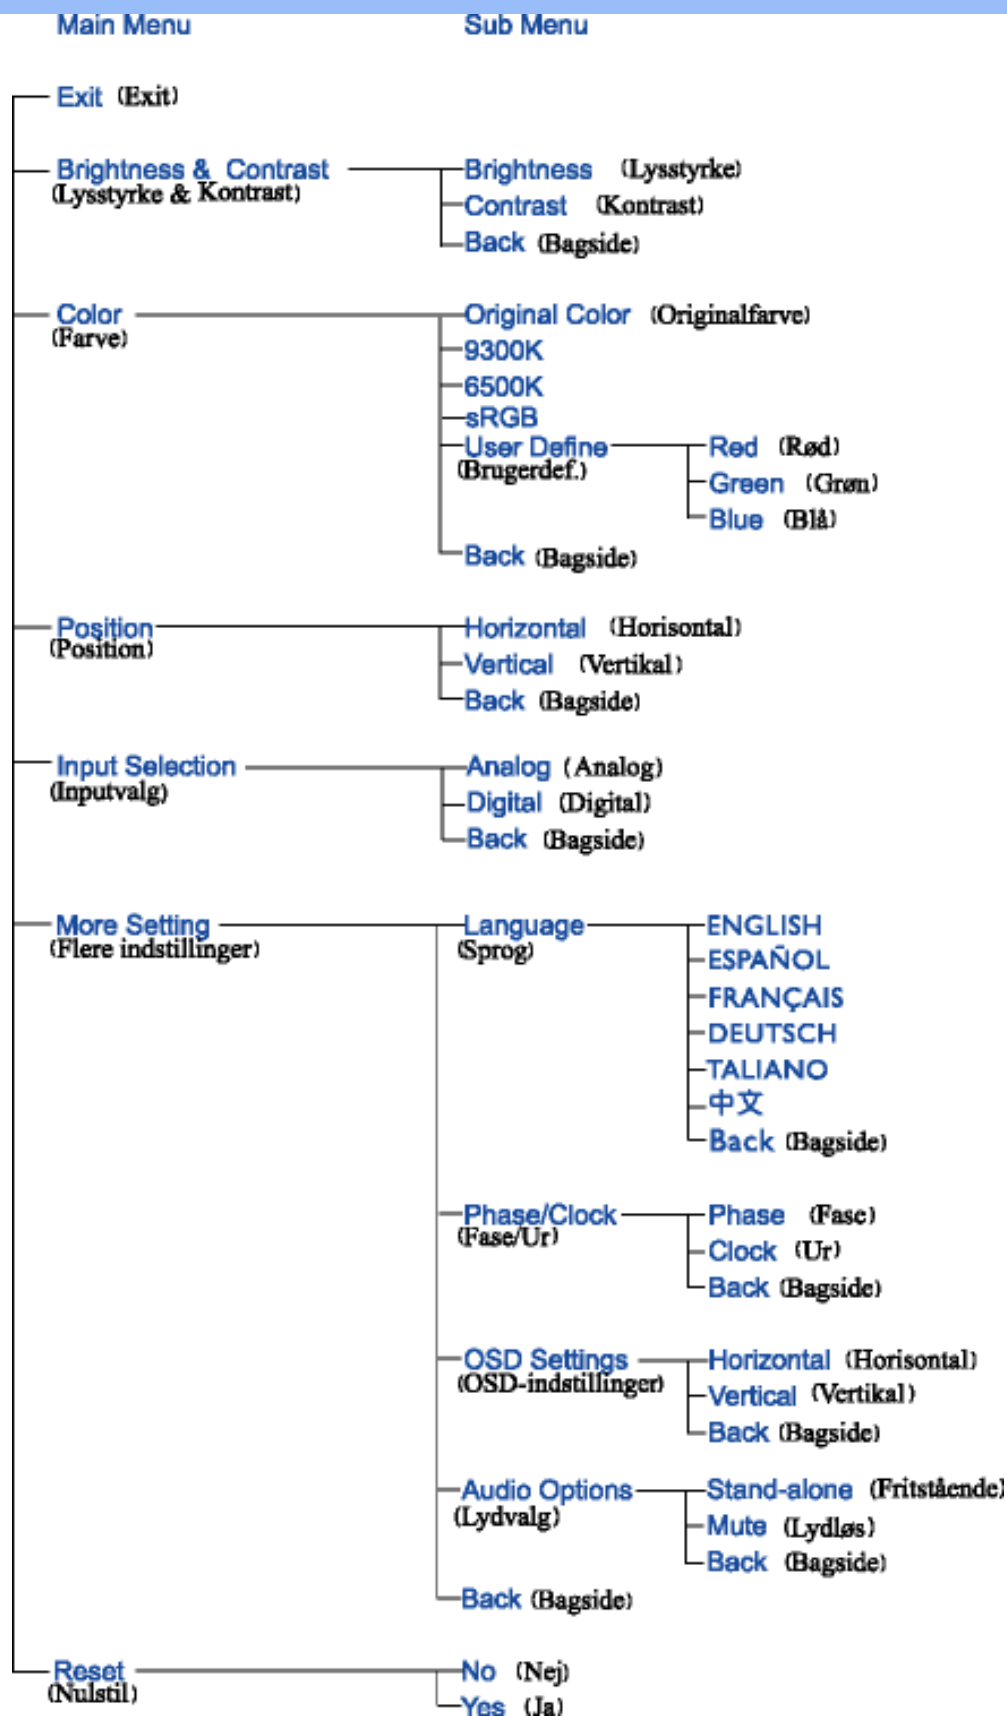 Main Menu Sub Menu
Exit (Exit)
Brightness & Contrast Brightness (Lysstyrke)
(Lysstyrke & Kontrast)
Contrast (Kontrast)
Back (Bagside)
Color Original Color (Originalfarve)
(Farve)
9300K
6500K
sRGB
User Define Red (Rød)
(Brugerdef.)
Green (Grøn)
Blue (Blå)
Back (Bagside)
Position Horizontal (Horisontal)
(Position)
Vertical (Vertikal)
Back (Bagside)
Input Selection Analog (Analog)
(Inputvalg)
Digital (Digital)
Back (Bagside)
More Setting Language ENGLISH
(Flere indstillinger) (Sprog)
ESPAÑOL
FRANÇAIS
DEUTSCH
TALIANO
中文
Back (Bagside)
Phase/Clock Phase (Fase)
(Fase/Ur)
Clock (Ur)
Back (Bagside)
OSD Settings Horizontal (Horisontal)
(OSD-indstillinger)
Vertical (Vertikal)
Back (Bagside)
Audio Options Stand-alone (Fritstående)
(Lydvalg)
Mute (Lydløs)
Back (Bagside)
Back (Bagside)
Reset No (Nej)
(Nulstil)
Yes (Ja)